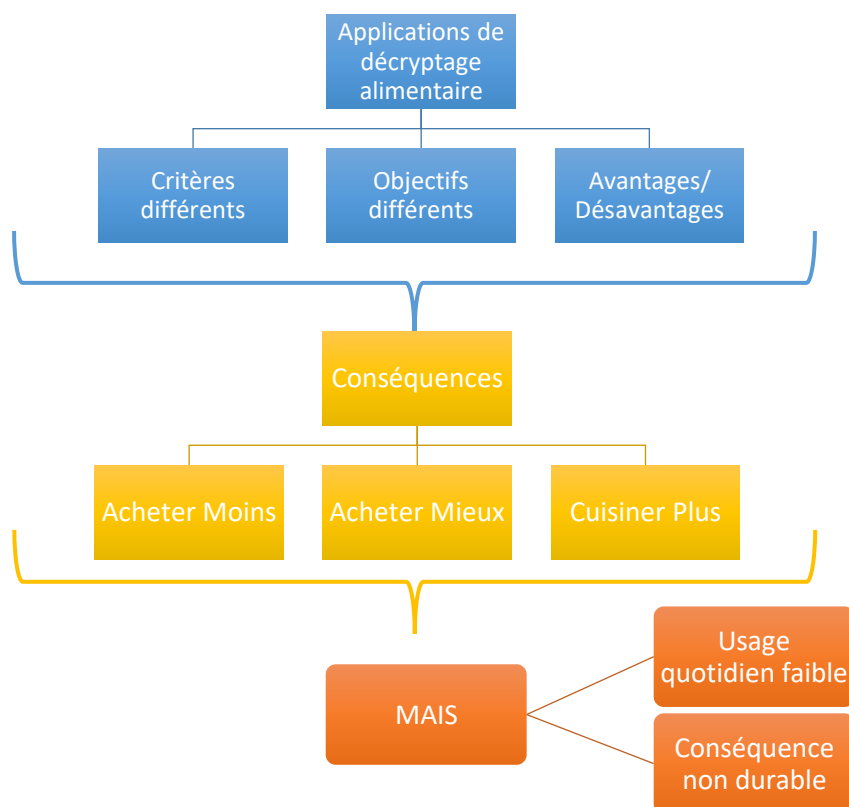 Applications de
décryptage
alimentaire
Critères
différents
Objectifs
différents
Avantages/
Désavantages
Conséquences
Acheter Moins
Acheter Mieux
Cuisiner Plus
MAIS
Usage
quotidien faible
Conséquence
non durable